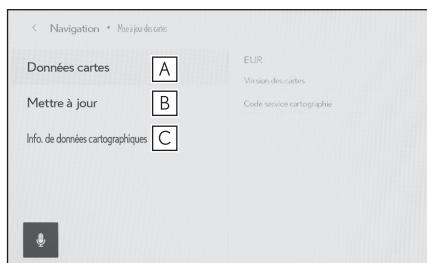 < Navigation • Mise à jour des cartes
Données cartes A
Mettre à jour B
Info. de données cartographiques C
EUR
Version des cartes
Code service cartographie